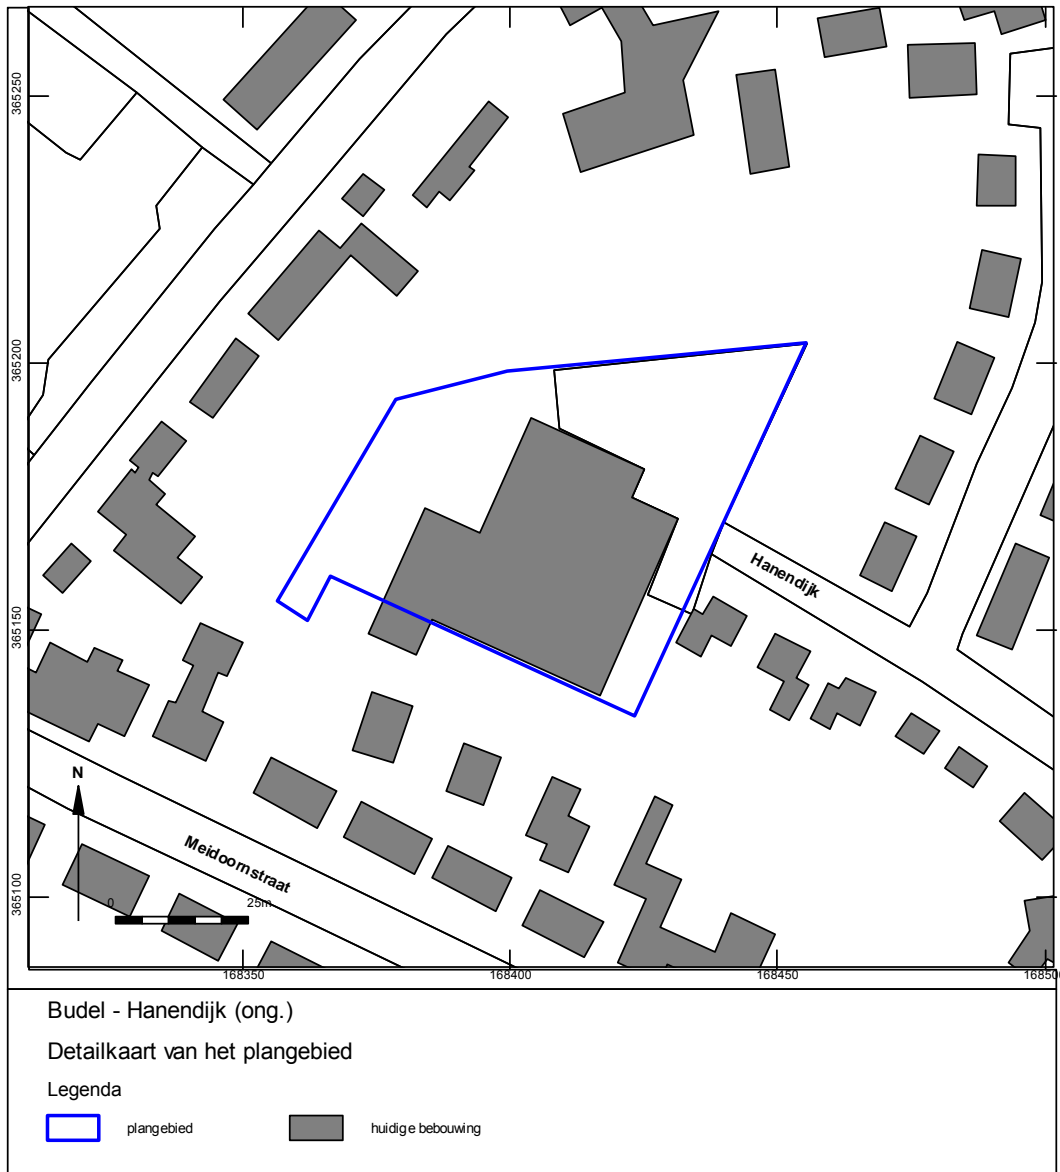 365250
365200
365150
365100
Hanendijk
N
Meidoornstraat
0 25m
168350 168400 168450 168500
Budel - Hanendijk (ong.)
Detailkaart van het plangebied
Legenda
plangebied huidige bebouwing